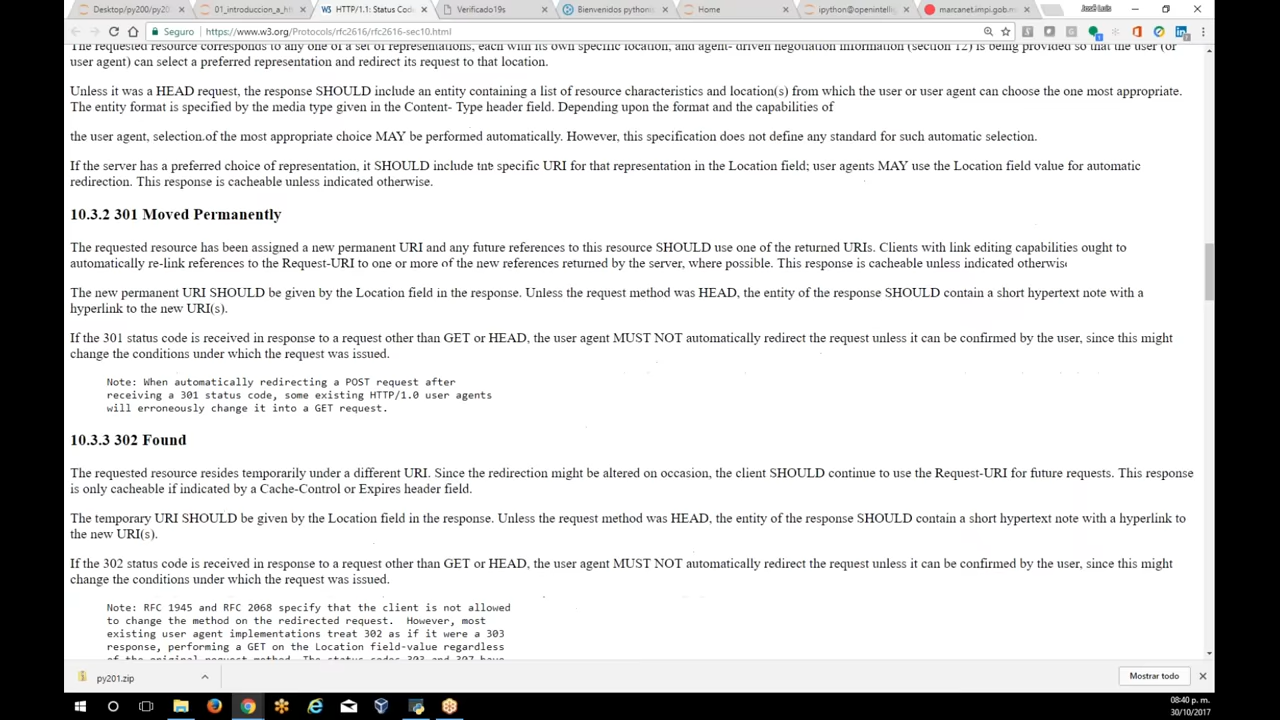 Desktop/py200/py20
01_introduccion_a_ht
HTTP/1.1: Status Code
Verificado19s
Bienvenidos pythonis
Home
ipython@openintellig
marcanet.impi.gob.m
José Luis
Seguro
https://www.w3.org/Protocols/rfc2616/rfc2616-sec10.html
The requested resource corresponds to any one of a set of representations, each with its own specific location, and agent- driven negotiation information (section 12) is being provided so that the user (or
user agent) can select a preferred representation and redirect its request to that location.
Unless it was a HEAD request, the response SHOULD include an entity containing a list of resource characteristics and location(s) from which the user or user agent can choose the one most appropriate.
The entity format is specified by the media type given in the Content- Type header field. Depending upon the format and the capabilities of
the user agent, selection of the most appropriate choice MAY be performed automatically. However, this specification does not define any standard for such automatic selection.
If the server has a preferred choice of representation, it SHOULD include the specific URI for that representation in the Location field; user agents MAY use the Location field value for automatic
redirection. This response is cacheable unless indicated otherwise.
10.3.2 301 Moved Permanently
The requested resource has been assigned a new permanent URI and any future references to this resource SHOULD use one of the returned URIs. Clients with link editing capabilities ought to
automatically re-link references to the Request-URI to one or more of the new references returned by the server, where possible. This response is cacheable unless indicated otherwise
The new permanent URI SHOULD be given by the Location field in the response. Unless the request method was HEAD, the entity of the response SHOULD contain a short hypertext note with a
hyperlink to the new URI(s).
If the 301 status code is received in response to a request other than GET or HEAD, the user agent MUST NOT automatically redirect the request unless it can be confirmed by the user, since this might
change the conditions under which the request was issued.
Note: When automatically redirecting a POST request after
receiving a 301 status code, some existing HTTP/1.0 user agents
will erroneously change it into a GET request.
10.3.3 302 Found
The requested resource resides temporarily under a different URI. Since the redirection might be altered on occasion, the client SHOULD continue to use the Request-URI for future requests. This response
is only cacheable if indicated by a Cache-Control or Expires header field.
The temporary URI SHOULD be given by the Location field in the response. Unless the request method was HEAD, the entity of the response SHOULD contain a short hypertext note with a hyperlink to
the new URI(s).
If the 302 status code is received in response to a request other than GET or HEAD, the user agent MUST NOT automatically redirect the request unless it can be confirmed by the user, since this might
change the conditions under which the request was issued.
Note: RFC 1945 and RFC 2068 specify that the client is not allowed
to change the method on the redirected request.  However, most
existing user agent implementations treat 302 as if it were a 303
response, performing a GET on the Location field-value regardless
of the original request method. The status codes 303 and 307 have
py201.zip
Mostrar todo
08:40 p. m.
30/10/2017